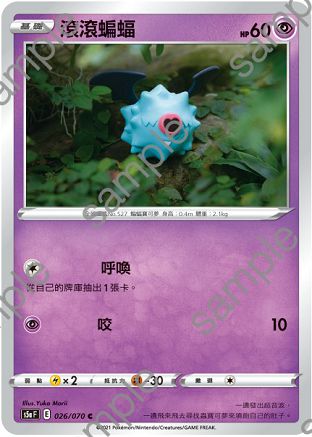 基礎 滾滾蝙蝠 HP60
No.527 蝙蝠寶可夢 身高：0.4m 體重：2.1kg
呼喚
從自己的牌庫抽出1張卡。
咬 10
弱點 ×2 抵抗力 -30 撤退
Illus. Yuka Morii
S5a F E 026/070 C
一邊發出超音波，
一邊飛來飛去尋找蟲寶可夢來填飽自己的肚子。
©2021 Pokémon/Nintendo/Creatures/GAME FREAK.
sample
sample
sample
sample
sample
sample